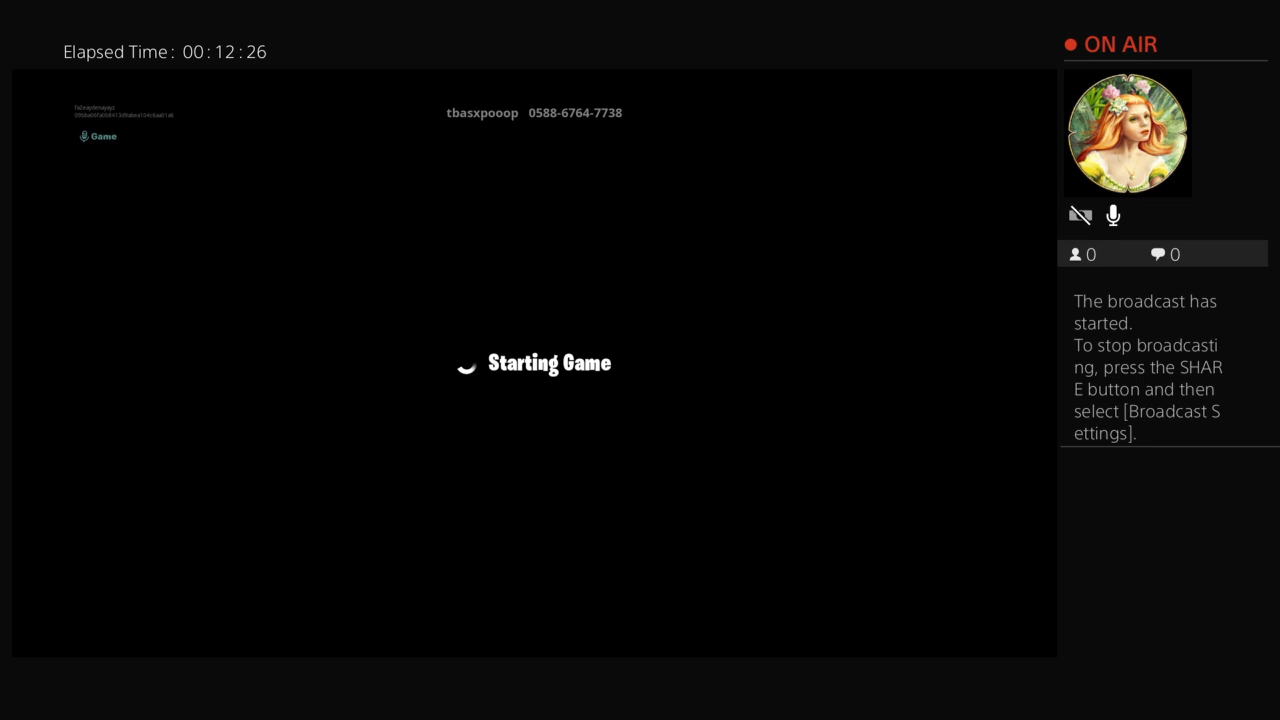 Elapsed Time: 00:12:26
ON AIR
tbasxpooop 0588-6764-7738
Game
0
0
The broadcast has
started.
To stop broadcasti
ng, press the SHAR
E button and then
select [Broadcast S
ettings].
Starting Game